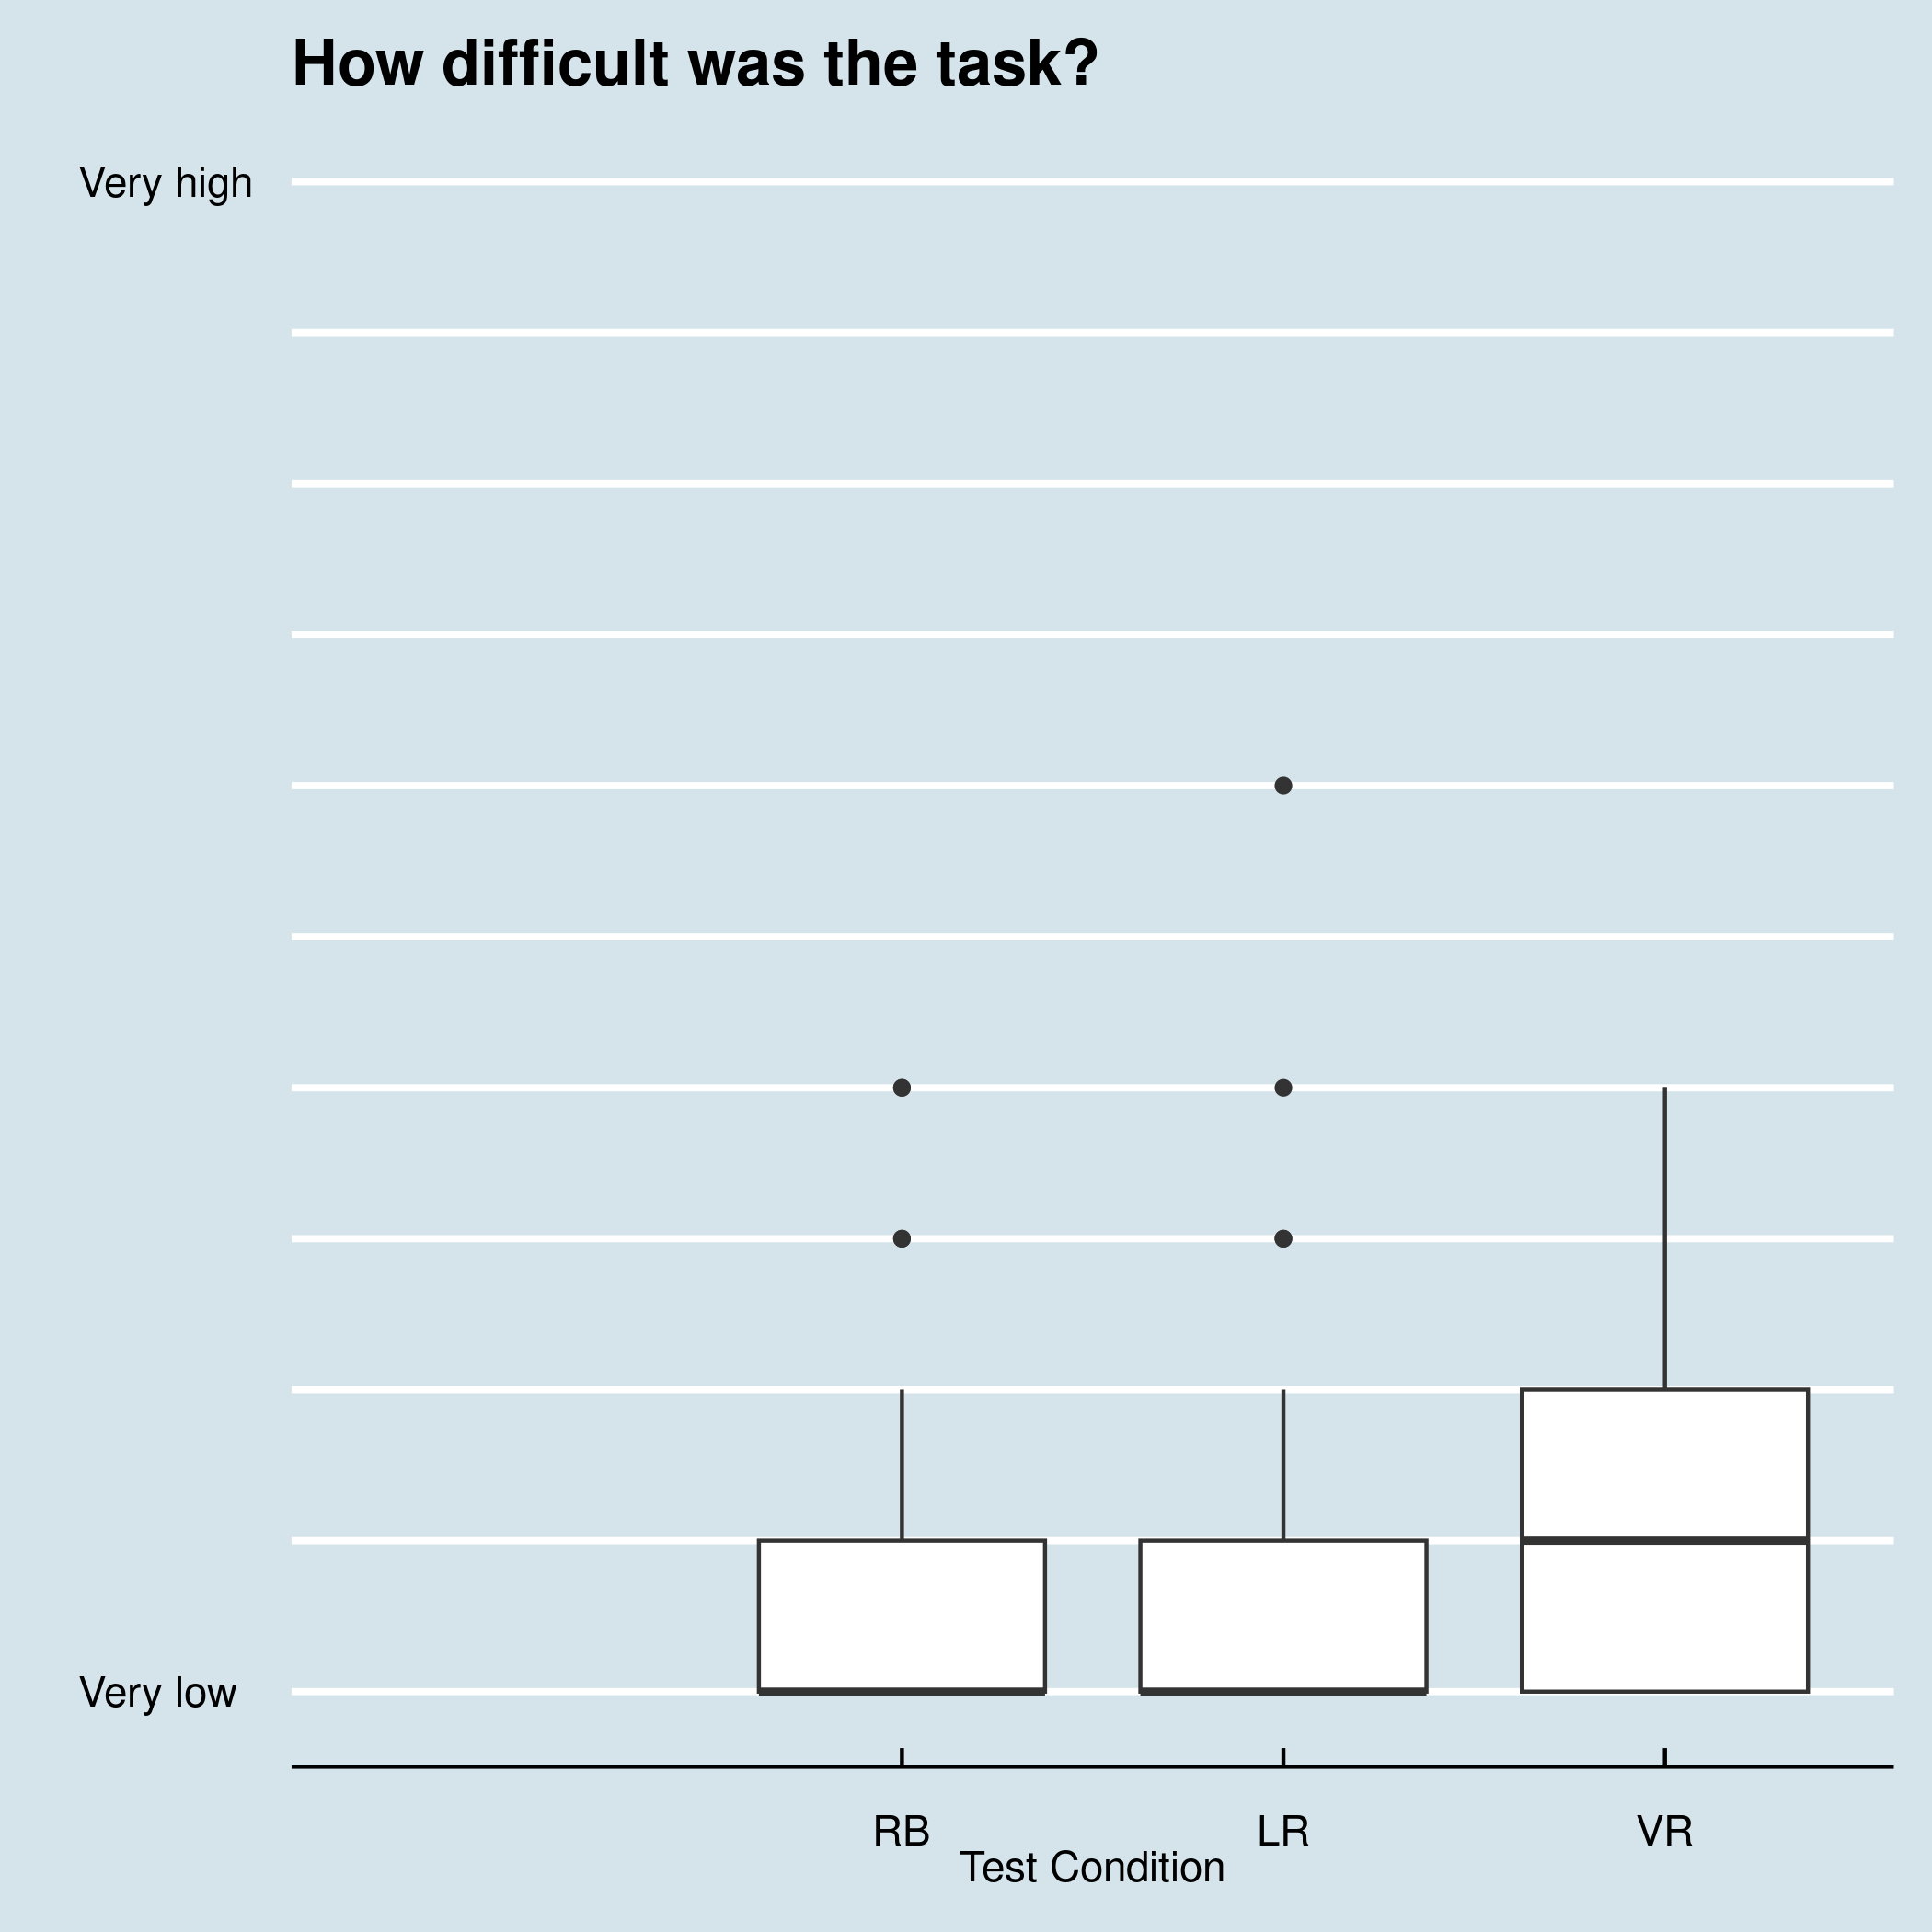 How difficult was the task?
Very high
Very low
RB
LR
VR
Test Condition